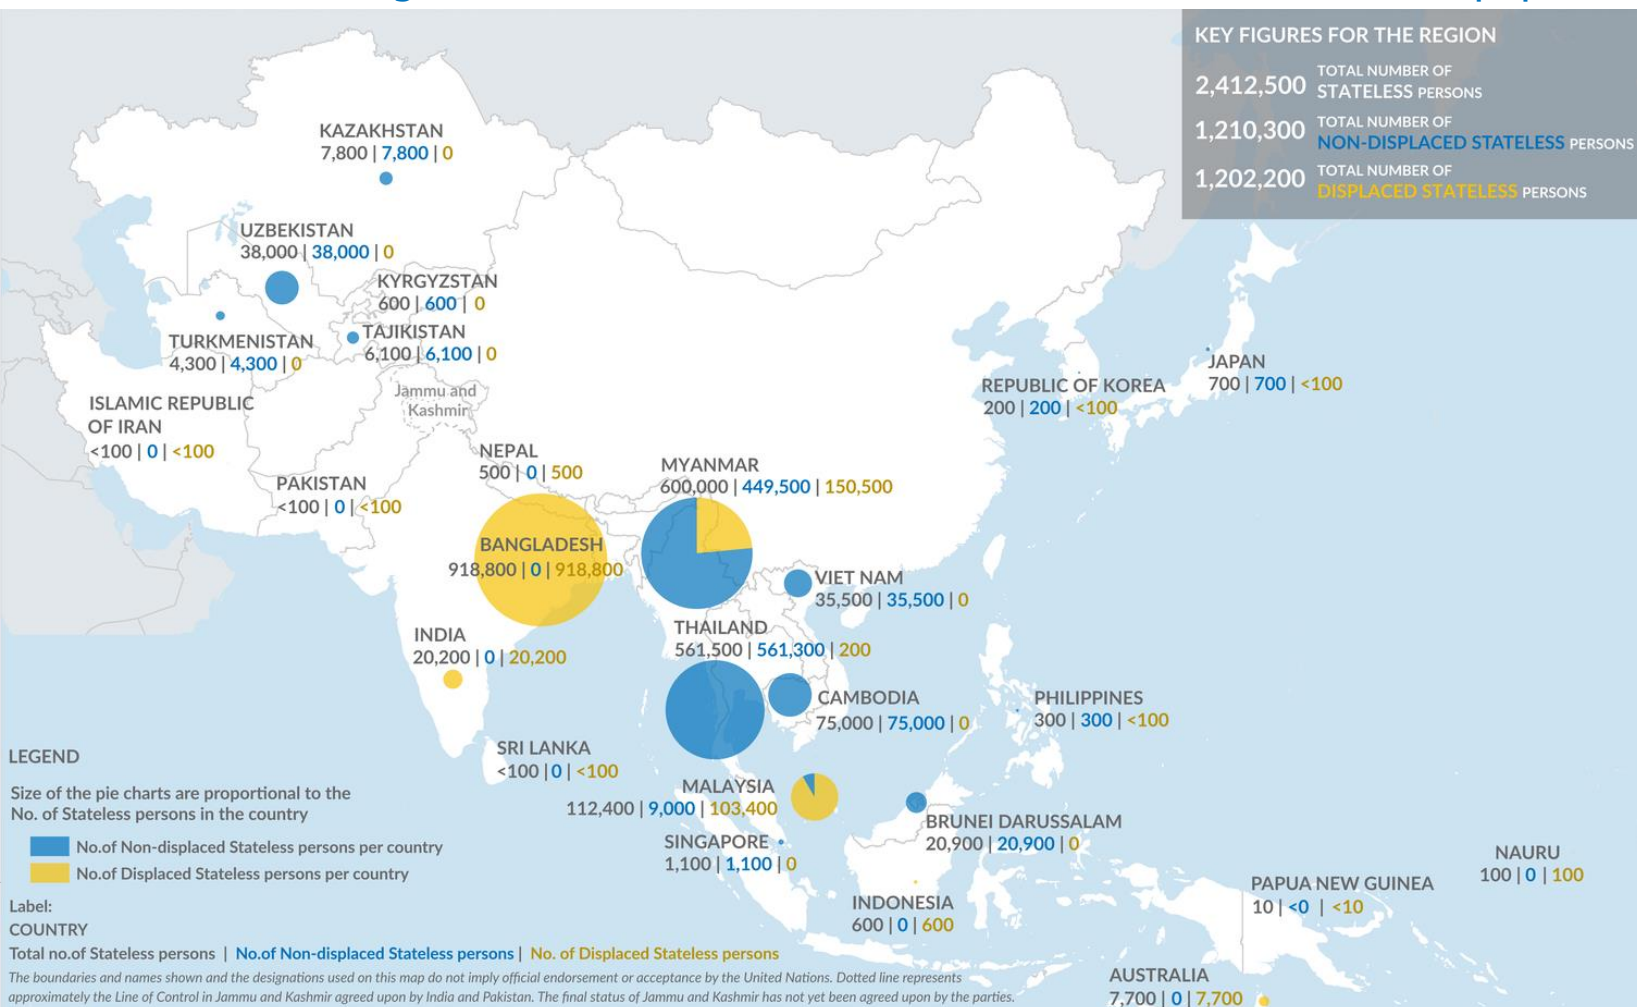 KEY FIGURES FOR THE REGION
2,412,500 TOTAL NUMBER OF
STATELESS PERSONS
1,210,300 TOTAL NUMBER OF
NON-DISPLACED STATELESS PERSONS
1,202,200 TOTAL NUMBER OF
DISPLACED STATELESS PERSONS
KAZAKHSTAN
7,800 | 7,800 | 0
UZBEKISTAN
38,000 | 38,000 | 0
KYRGYZSTAN
600 | 600 | 0
TAJIKISTAN
6,100 | 6,100 | 0
TURKMENISTAN
4,300 | 4,300 | 0
JAPAN
700 | 700 | <100
REPUBLIC OF KOREA
200 | 200 | <100
Jammu and
Kashmir
ISLAMIC REPUBLIC
OF IRAN
<100 | 0 | <100
NEPAL
500 | 0 | 500
MYANMAR
600,000 | 449,500 | 150,500
PAKISTAN
<100 | 0 | <100
BANGLADESH
918,800 | 0 | 918,800
VIET NAM
35,500 | 35,500 | 0
THAILAND
561,500 | 561,300 | 200
INDIA
20,200 | 0 | 20,200
CAMBODIA
75,000 | 75,000 | 0
PHILIPPINES
300 | 300 | <100
SRI LANKA
<100 | 0 | <100
MALAYSIA
112,400 | 9,000 | 103,400
BRUNEI DARUSSALAM
20,900 | 20,900 | 0
SINGAPORE
1,100 | 1,100 | 0
NAURU
100 | 0 | 100
PAPUA NEW GUINEA
10 | <0 | <10
INDONESIA
600 | 0 | 600
AUSTRALIA
7,700 | 0 | 7,700
LEGEND
Size of the pie charts are proportional to the
No. of Stateless persons in the country
No.of Non-displaced Stateless persons per country
No.of Displaced Stateless persons per country
Label:
COUNTRY
Total no.of Stateless persons | No.of Non-displaced Stateless persons | No. of Displaced Stateless persons
The boundaries and names shown and the designations used on this map do not imply official endorsement or acceptance by the United Nations. Dotted line represents
approximately the Line of Control in Jammu and Kashmir agreed upon by India and Pakistan. The final status of Jammu and Kashmir has not yet been agreed upon by the parties.